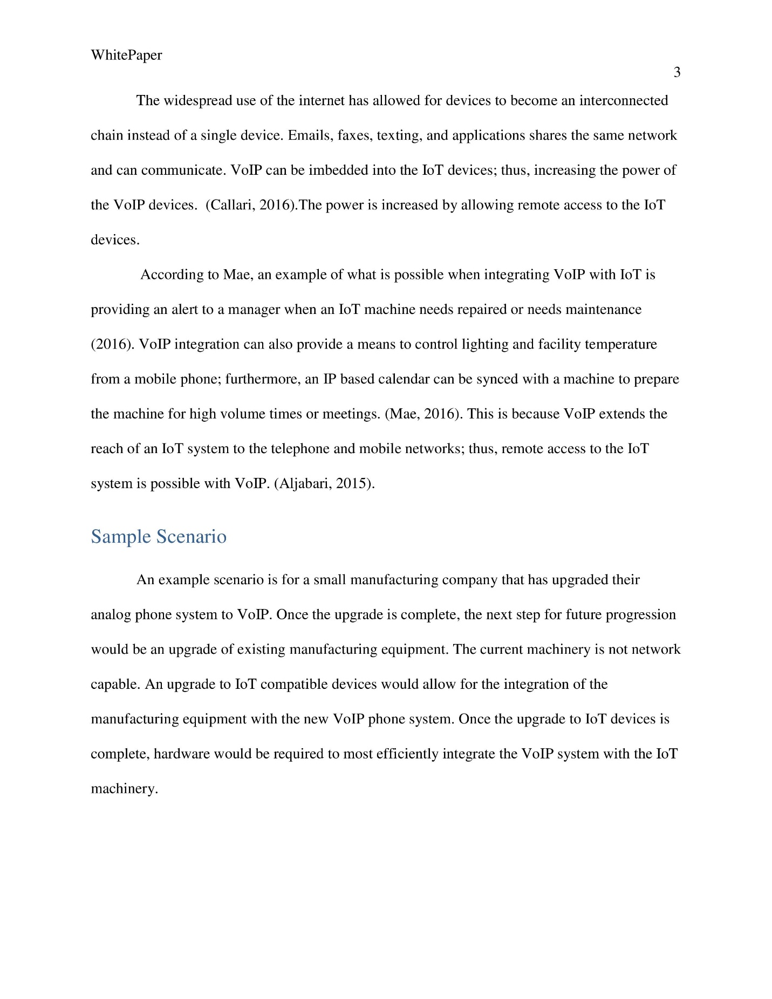 WhitePaper
3
The widespread use of the internet has allowed for devices to become an interconnected
chain instead of a single device. Emails, faxes, texting, and applications shares the same network
and can communicate. VoIP can be imbedded into the IoT devices; thus, increasing the power of
the VoIP devices.  (Callari, 2016).The power is increased by allowing remote access to the IoT
devices.
According to Mae, an example of what is possible when integrating VoIP with IoT is
providing an alert to a manager when an IoT machine needs repaired or needs maintenance
(2016). VoIP integration can also provide a means to control lighting and facility temperature
from a mobile phone; furthermore, an IP based calendar can be synced with a machine to prepare
the machine for high volume times or meetings. (Mae, 2016). This is because VoIP extends the
reach of an IoT system to the telephone and mobile networks; thus, remote access to the IoT
system is possible with VoIP. (Aljabari, 2015).
Sample Scenario
An example scenario is for a small manufacturing company that has upgraded their
analog phone system to VoIP. Once the upgrade is complete, the next step for future progression
would be an upgrade of existing manufacturing equipment. The current machinery is not network
capable. An upgrade to IoT compatible devices would allow for the integration of the
manufacturing equipment with the new VoIP phone system. Once the upgrade to IoT devices is
complete, hardware would be required to most efficiently integrate the VoIP system with the IoT
machinery.